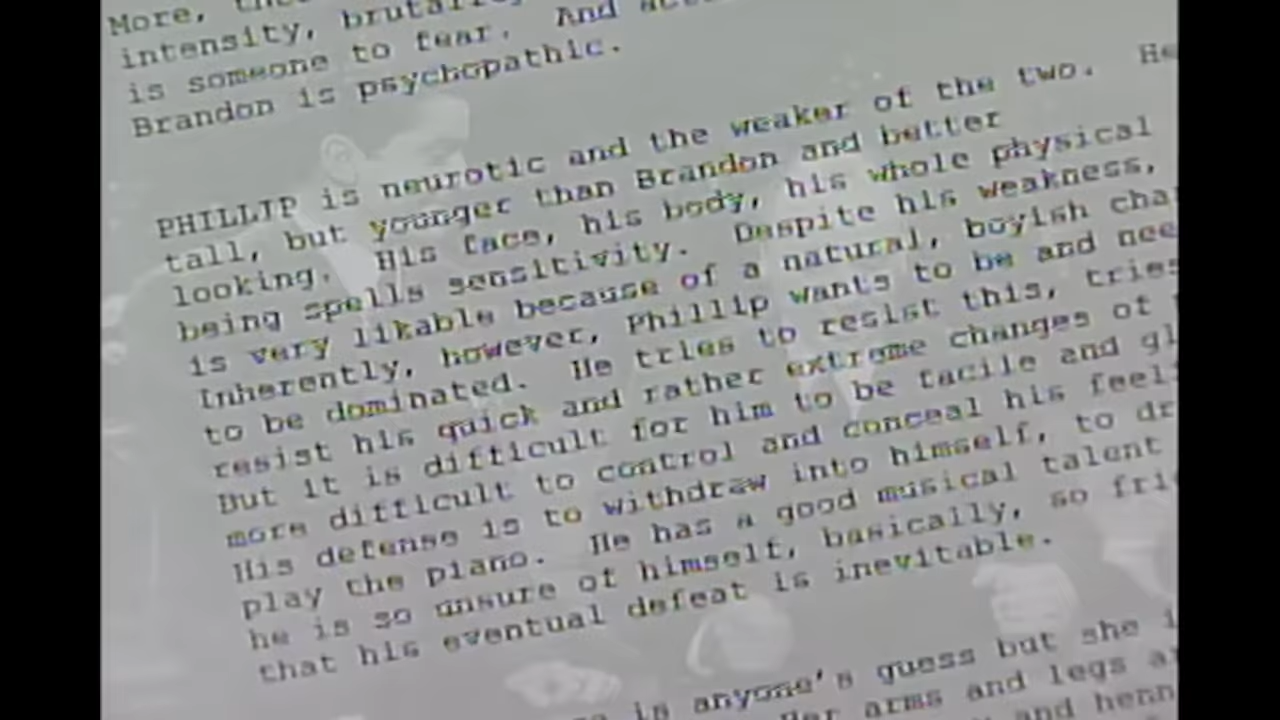 More,
intensity,
is someone to fear. And
Brandon is psychopathic.
PHILLIP is neurotic and the weaker of the two. He
tall, but younger than Brandon and better
looking. His face, his body, his whole physical
being spells sensitivity. Despite his weakness,
is very likable because of a natural, boyish
Inherently, however, Phillip wants to be and
to be dominated. He tries to resist this, tries
resist his quick and rather extreme changes of
But it is difficult for him to be facile and
more difficult to control and conceal his
His defense is to withdraw into himself, to
play the piano. He has a good musical talent
he is so unsure of himself, basically, so
that his eventual defeat is inevitable.
is anyone's guess but she
Her arms and legs
and